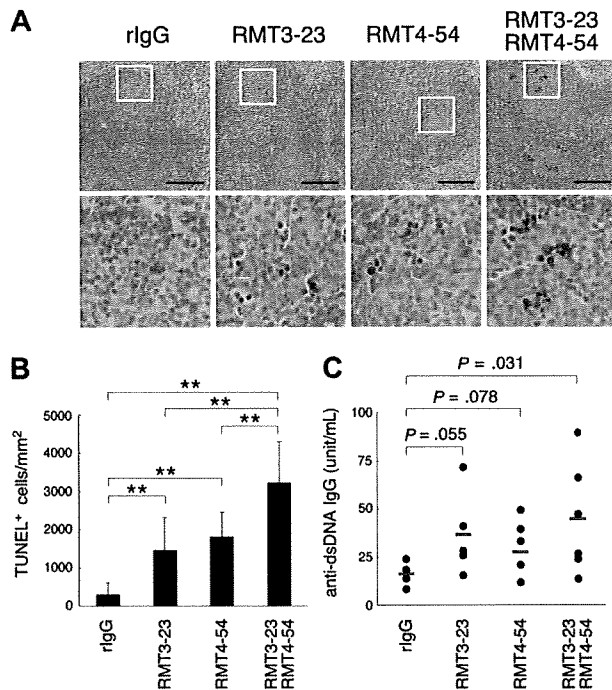 A
rIgG RMT3-23 RMT4-54 RMT3-23
RMT4-54
B
TUNEL+ cells/mm²
5000
4000
3000
2000
1000
0
**
**
**
**
**
rIgG
RMT3-23
RMT4-54
RMT3-23
RMT4-54
C
anti-dsDNA IgG (unit/mL)
100
75
50
25
0
P = .031
P = .078
P = .055
rIgG
RMT3-23
RMT4-54
RMT3-23
RMT4-54